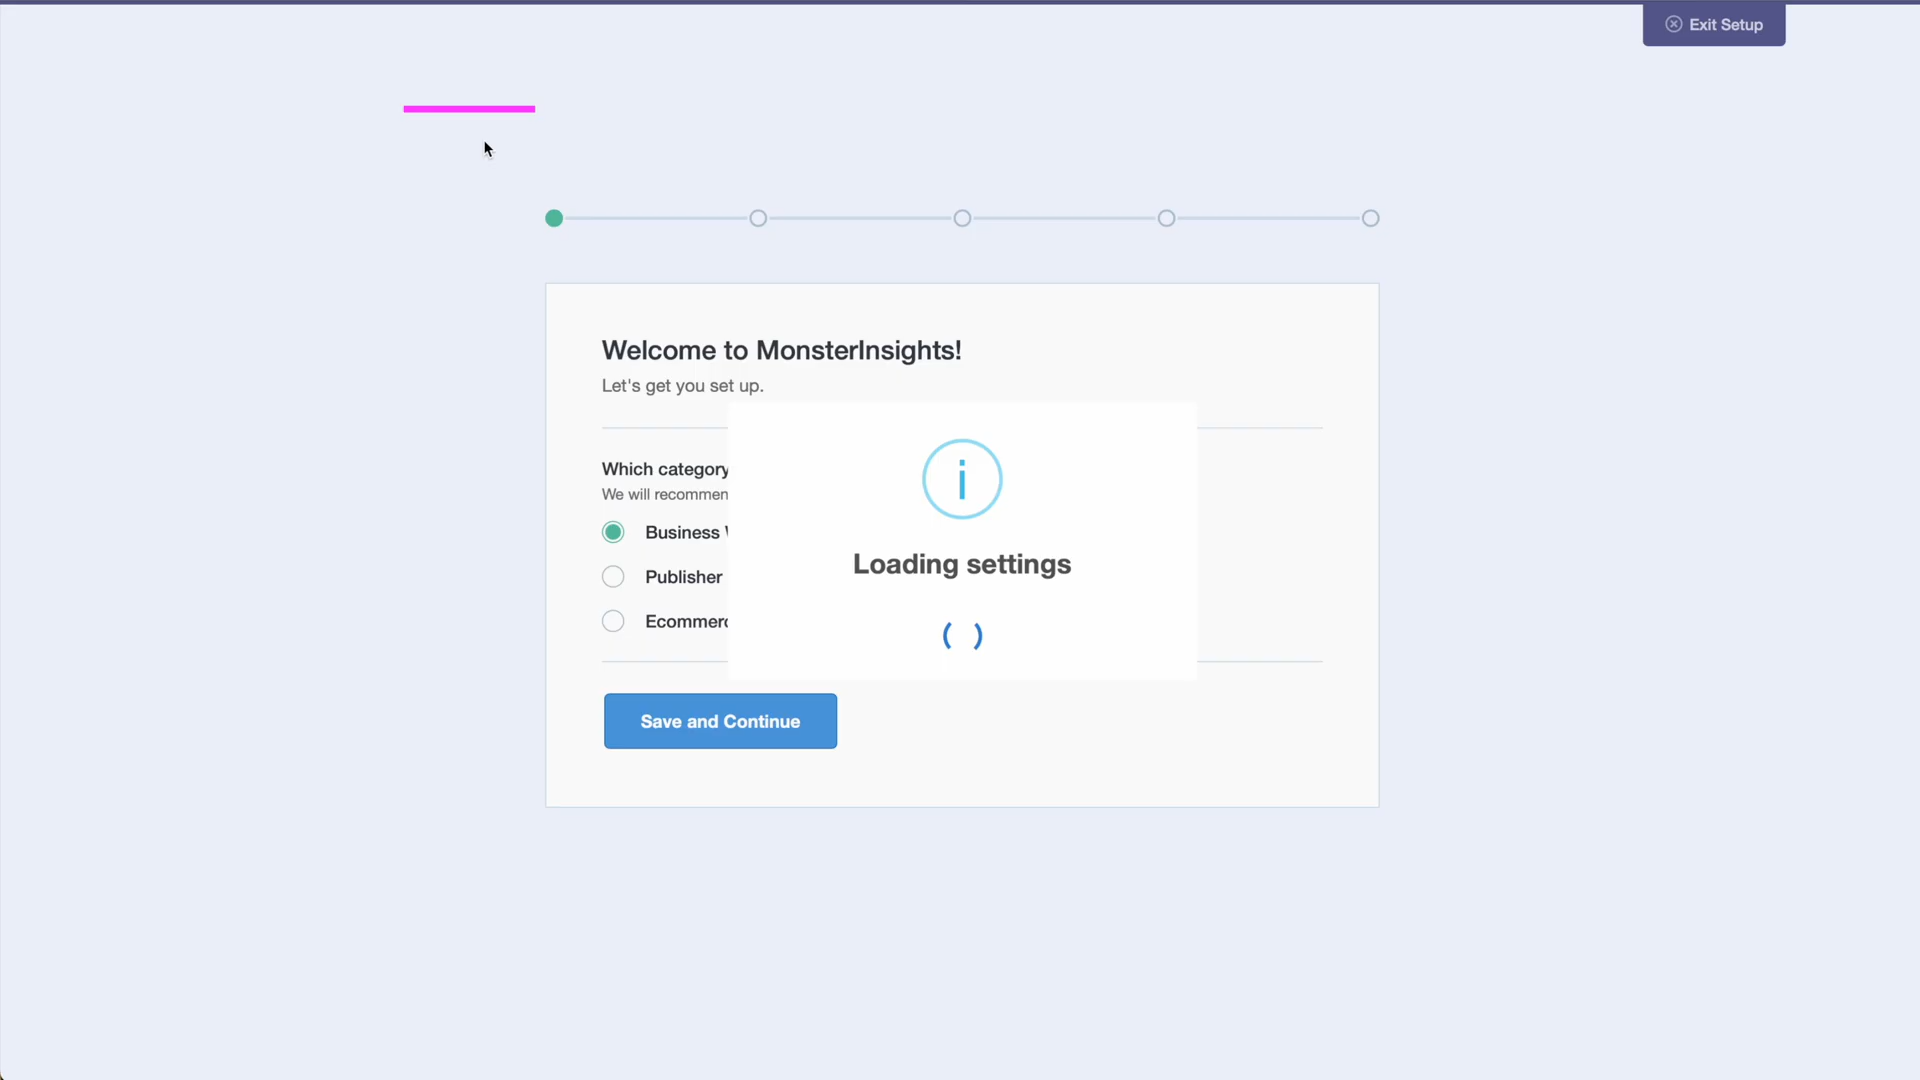 Exit Setup
Welcome to MonsterInsights!
Let's get you set up.
Which category
We will recommen
Business
Publisher
Ecommerc
Loading settings
Save and Continue